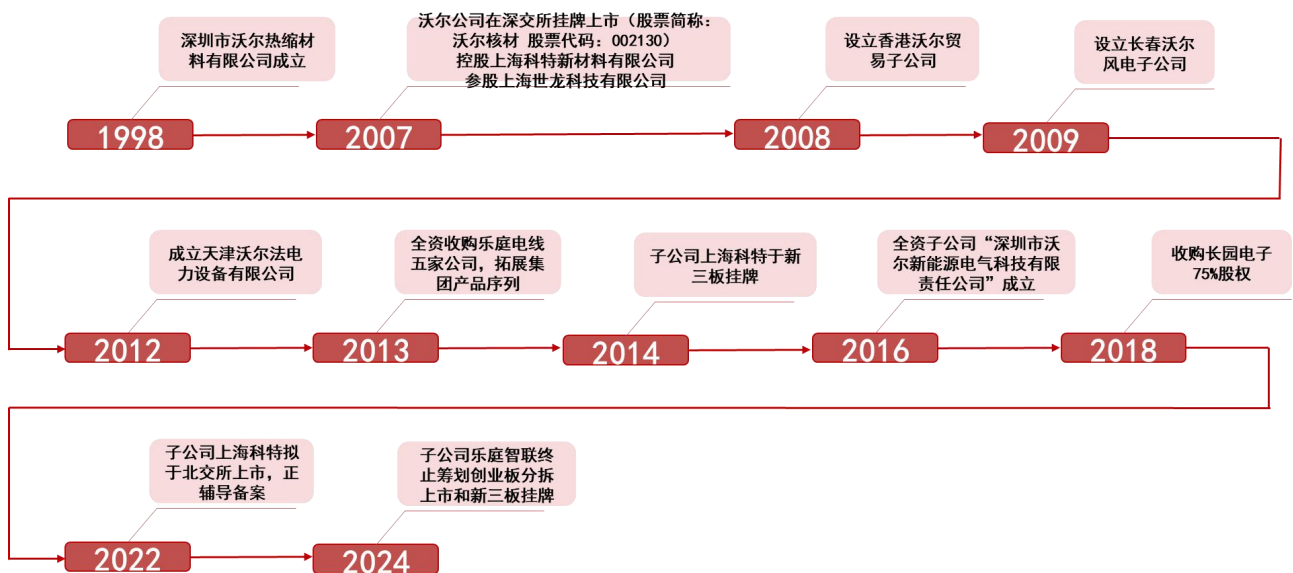 深圳市沃尔热缩材
料有限公司成立
沃尔公司在深交所挂牌上市（股票简称：
沃尔核材 股票代码：002130）
控股上海科特新材料有限公司
参股上海世龙科技有限公司
设立香港沃尔贸
易子公司
设立长春沃尔
风电子公司
1998
2007
2008
2009
成立天津沃尔法电
力设备有限公司
全资收购乐庭电线
五家公司，拓展集
团产品序列
子公司上海科特于新
三板挂牌
全资子公司“深圳市沃
尔新能源电气科技有限
责任公司”成立
收购长园电子
75%股权
2012
2013
2014
2016
2018
子公司上海科特拟
于北交所上市，正
辅导备案
子公司乐庭智联终
止筹划创业板分拆
上市和新三板挂牌
2022
2024